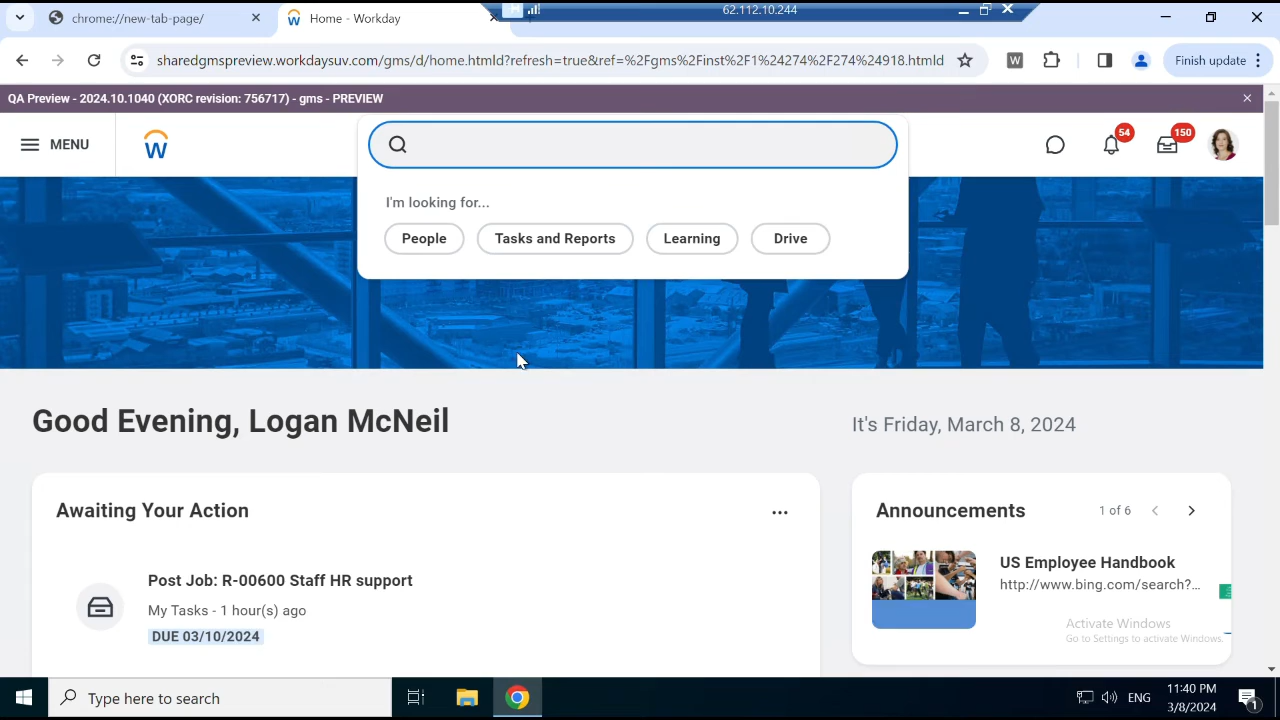 62.112.10.244
chrome://new-tab-page/
Home - Workday
sharedgmspreview.workdaysuv.com/gms/d/home.htmld?refresh=true&ref=%2Fgms%2Finst%2F1%24274%2F274%24918.htmld
W
Finish update
QA Preview - 2024.10.1040 (XORC revision: 756717) - gms - PREVIEW
MENU
54
150
I'm looking for...
People
Tasks and Reports
Learning
Drive
Good Evening, Logan McNeil
It's Friday, March 8, 2024
Awaiting Your Action
Announcements
1 of 6
Post Job: R-00600 Staff HR support
My Tasks - 1 hour(s) ago
DUE 03/10/2024
US Employee Handbook
http://www.bing.com/search?...
Activate Windows
Go to Settings to activate Windows.
Type here to search
ENG
11:40 PM
3/8/2024
1